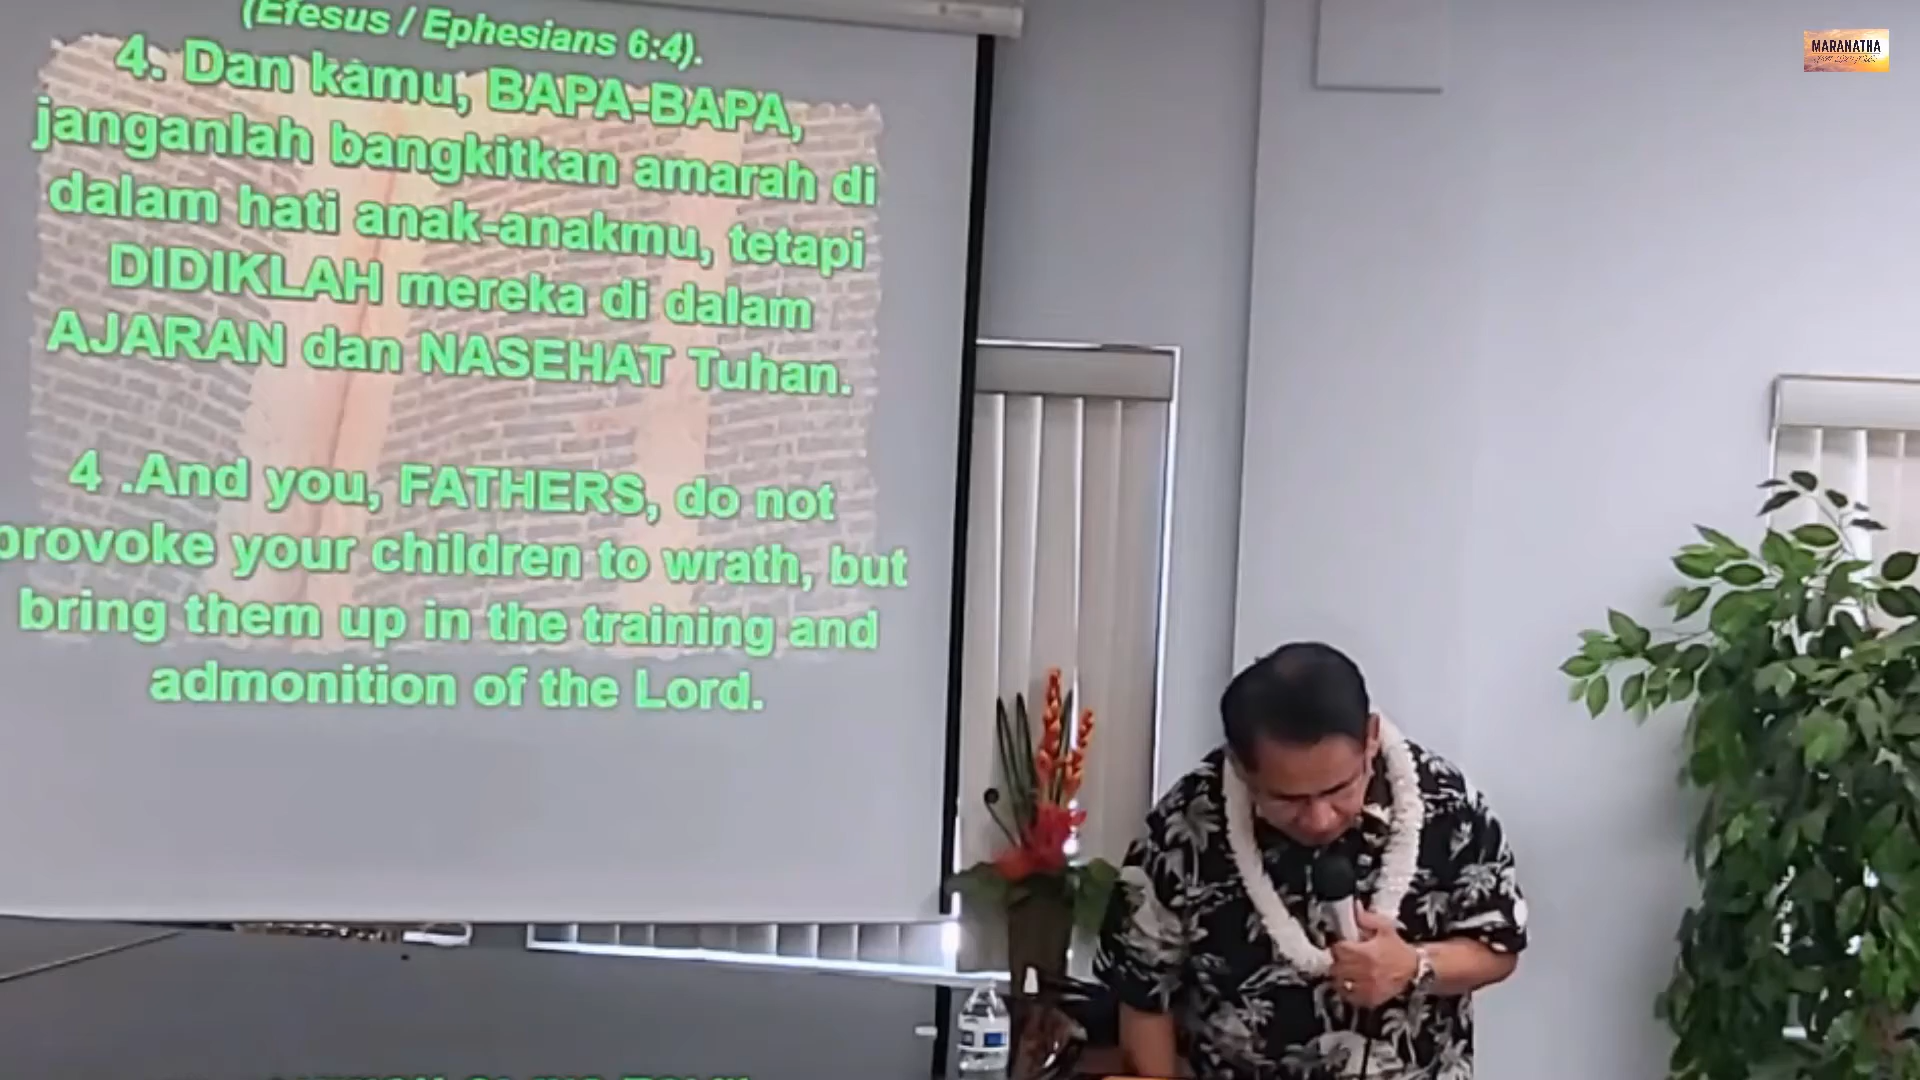 (Efesus / Ephesians 6:4).
4. Dan kamu, BAPA-BAPA,
janganlah bangkitkan amarah di
dalam hati anak-anakmu, tetapi
DIDIKLAH mereka di dalam
AJARAN dan NASEHAT Tuhan.
4 .And you, FATHERS, do not
provoke your children to wrath, but
bring them up in the training and
admonition of the Lord.
MARANATHA